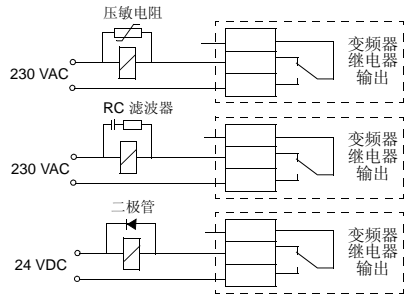 压敏电阻
230 VAC
变频器
继电器
输出
RC 滤波器
230 VAC
变频器
继电器
输出
二极管
24 VDC
变频器
继电器
输出